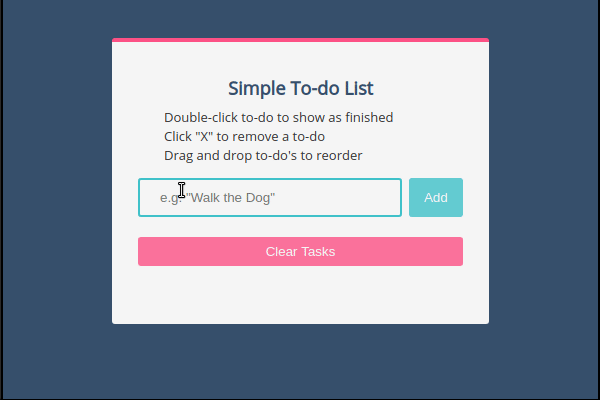 Simple To-do List
Double-click to-do to show as finished
Click "X" to remove a to-do
Drag and drop to-do's to reorder
e.g. "Walk the Dog"
Add
Clear Tasks